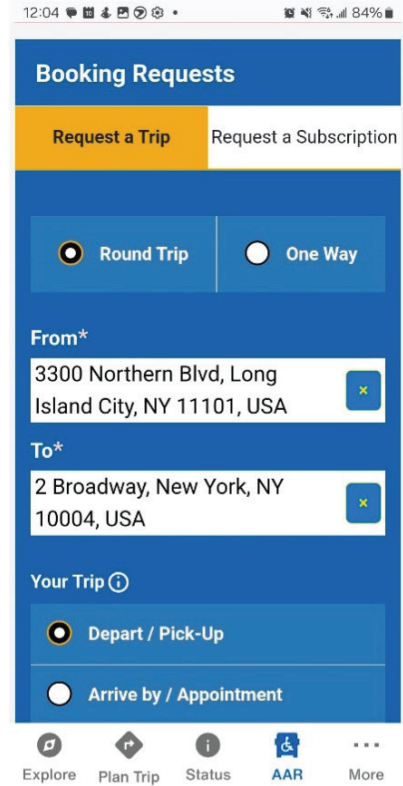 12:04
84%
Booking Requests
Request a Trip
Request a Subscription
Round Trip
One Way
From*
3300 Northern Blvd, Long
Island City, NY 11101, USA
To*
2 Broadway, New York, NY
10004, USA
Your Trip
Depart / Pick-Up
Arrive by / Appointment
Explore
Plan Trip
Status
AAR
More